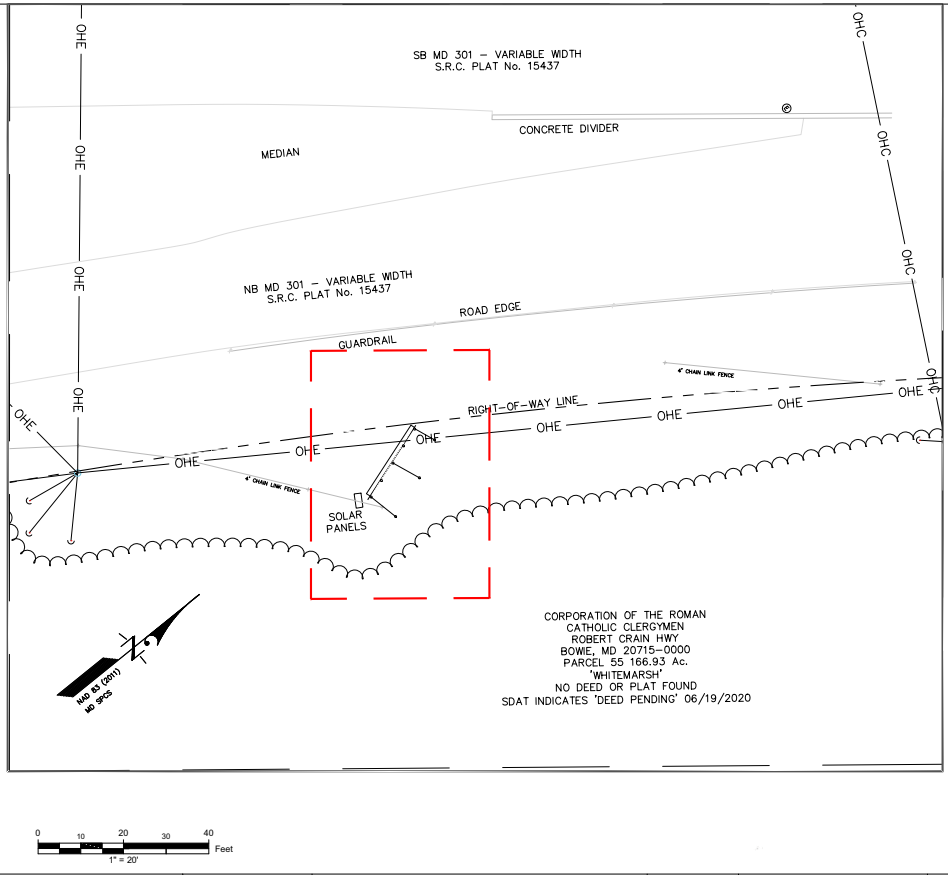 OHE
OHC
SB MD 301 – VARIABLE WIDTH
S.R.C. PLAT No. 15437
CONCRETE DIVIDER
MEDIAN
OHE
OHC
OHE
OHC
NB MD 301 – VARIABLE WIDTH
S.R.C. PLAT No. 15437
ROAD EDGE
GUARDRAIL
4' CHAIN LINK FENCE
OHC
OHE
OHE
RIGHT-OF-WAY LINE
OHE
OHE
OHE
OHE
OHE
OHE
OHE
4' CHAIN LINK FENCE
SOLAR
PANELS
CORPORATION OF THE ROMAN
CATHOLIC CLERGYMEN
ROBERT CRAIN HWY
BOWIE, MD 20715–0000
PARCEL 55 166.93 Ac.
'WHITEMARSH'
NO DEED OR PLAT FOUND
SDAT INDICATES 'DEED PENDING' 06/19/2020
N
NAD 83 (2011)
MD SPCS
0 10 20 30 40
Feet
1" = 20'